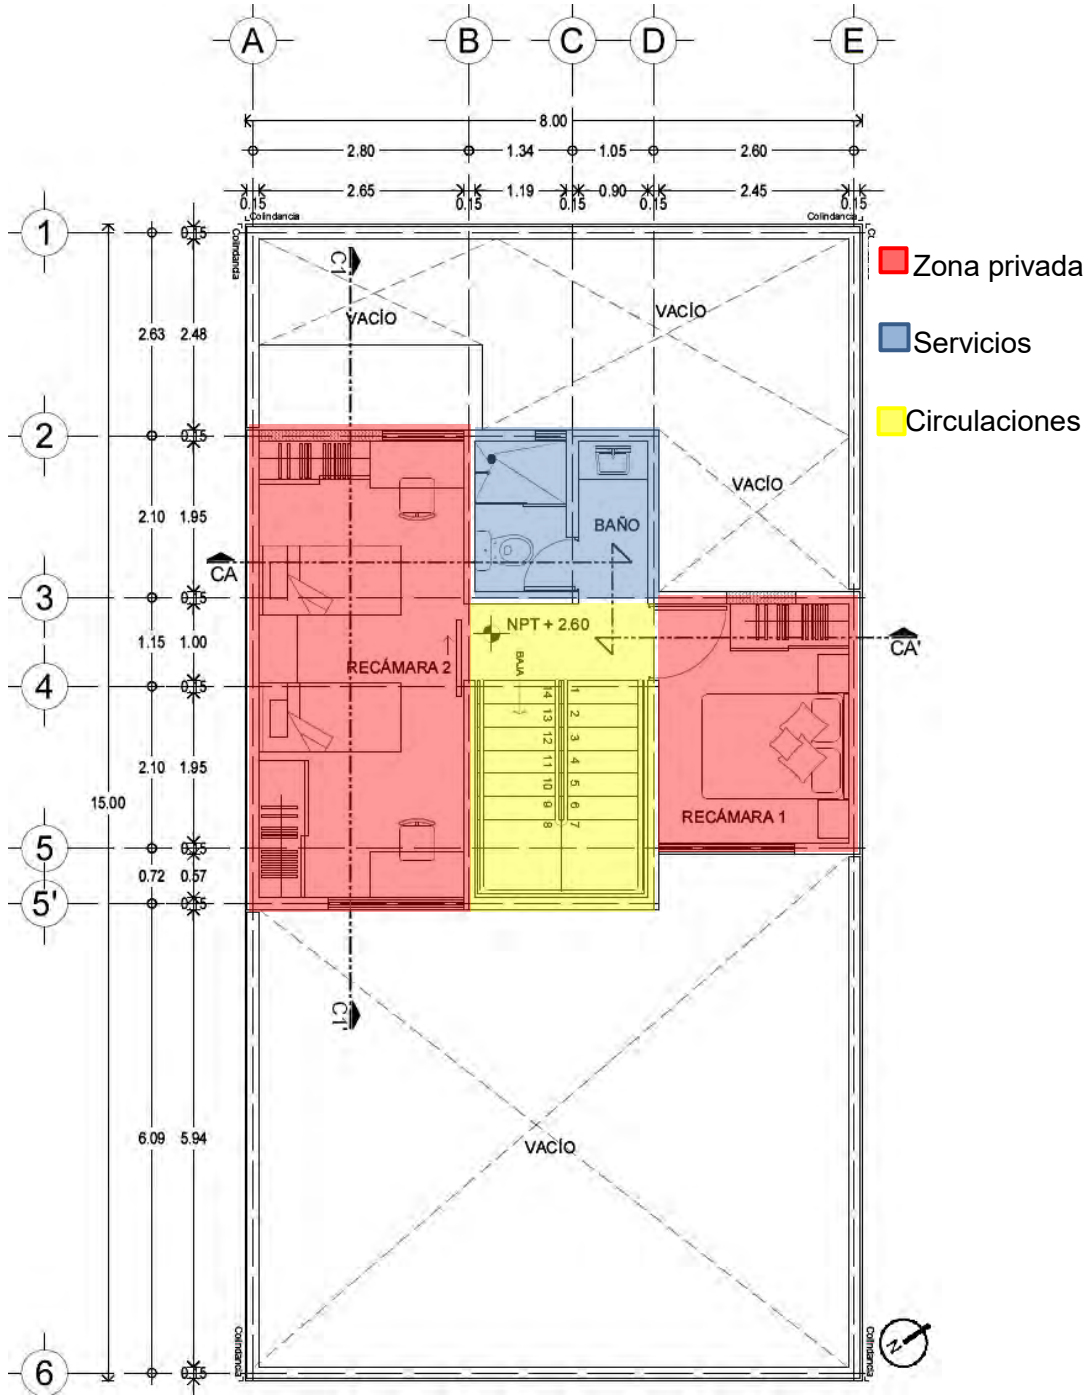 A B C D E
8.00
2.80 1.34 1.05 2.60
2.65 1.19 0.90 2.45
0.15 0.15 0.15 0.15 0.15
Colindancia Colindancia
1 0.15
Colindancia
C1
Zona privada
VACÍO
VACÍO
2.63 2.48
Servicios
Circulaciones
2 0.15
VACÍO
2.10 1.95
BAÑO
CA
3 0.15
NPT + 2.60
1.15 1.00
CA'
BAJA
RECÁMARA 2
4 0.15
14 1
13 2
12 3
11 4
10 5
9 6
8 7
2.10 1.95
15.00
RECÁMARA 1
5 0.15
0.72 0.57
5' 0.15
C1'
6.09 5.94
VACÍO
Colindancia Colindancia
N
6 0.15